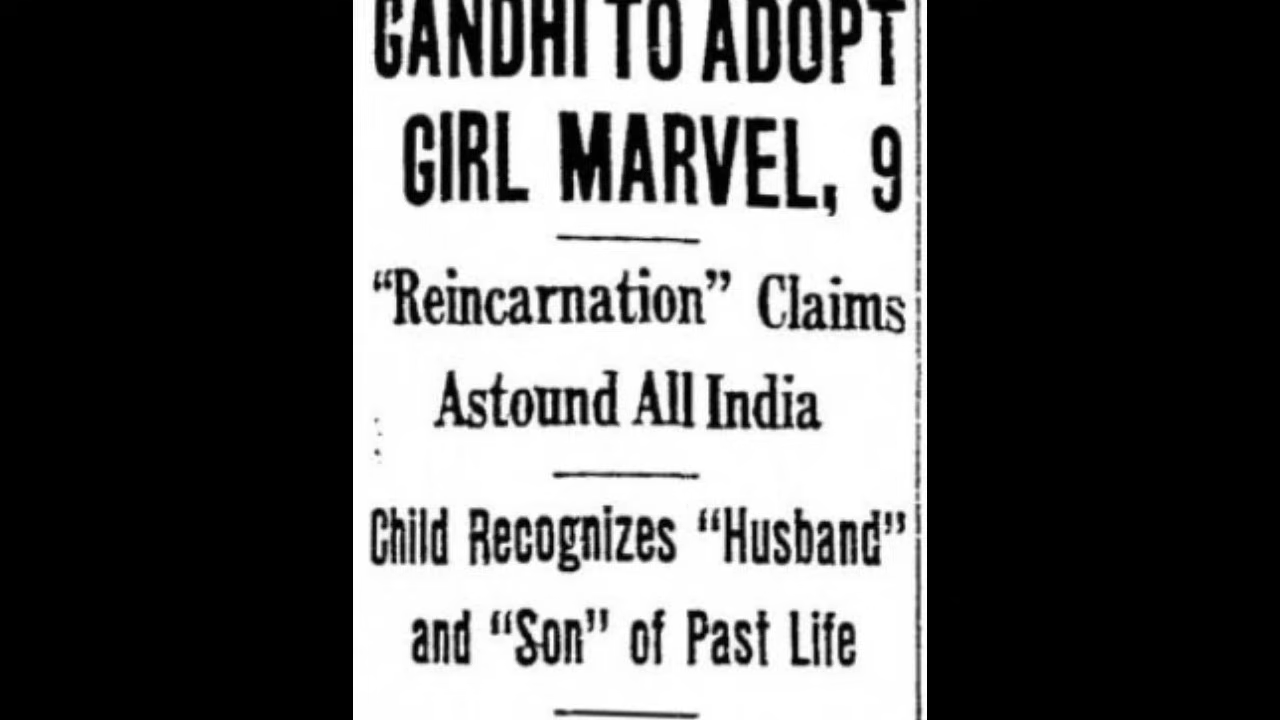 GANDHI TO ADOPT
GIRL MARVEL, 9
“Reincarnation” Claims
Astound All India
Child Recognizes “Husband”
and “Son” of Past Life